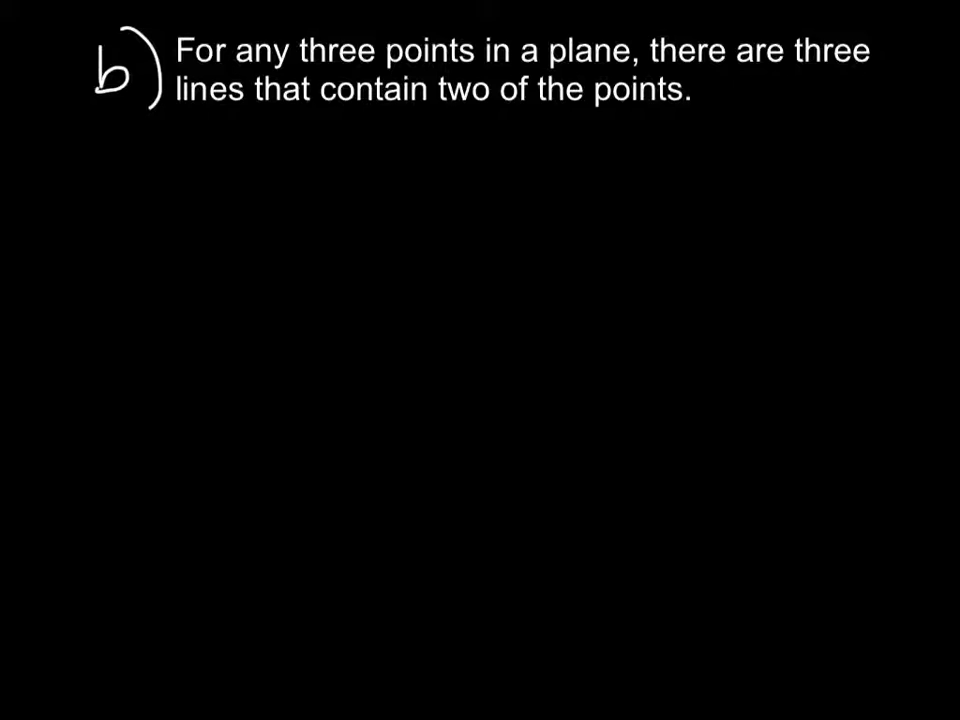 b) For any three points in a plane, there are three
lines that contain two of the points.